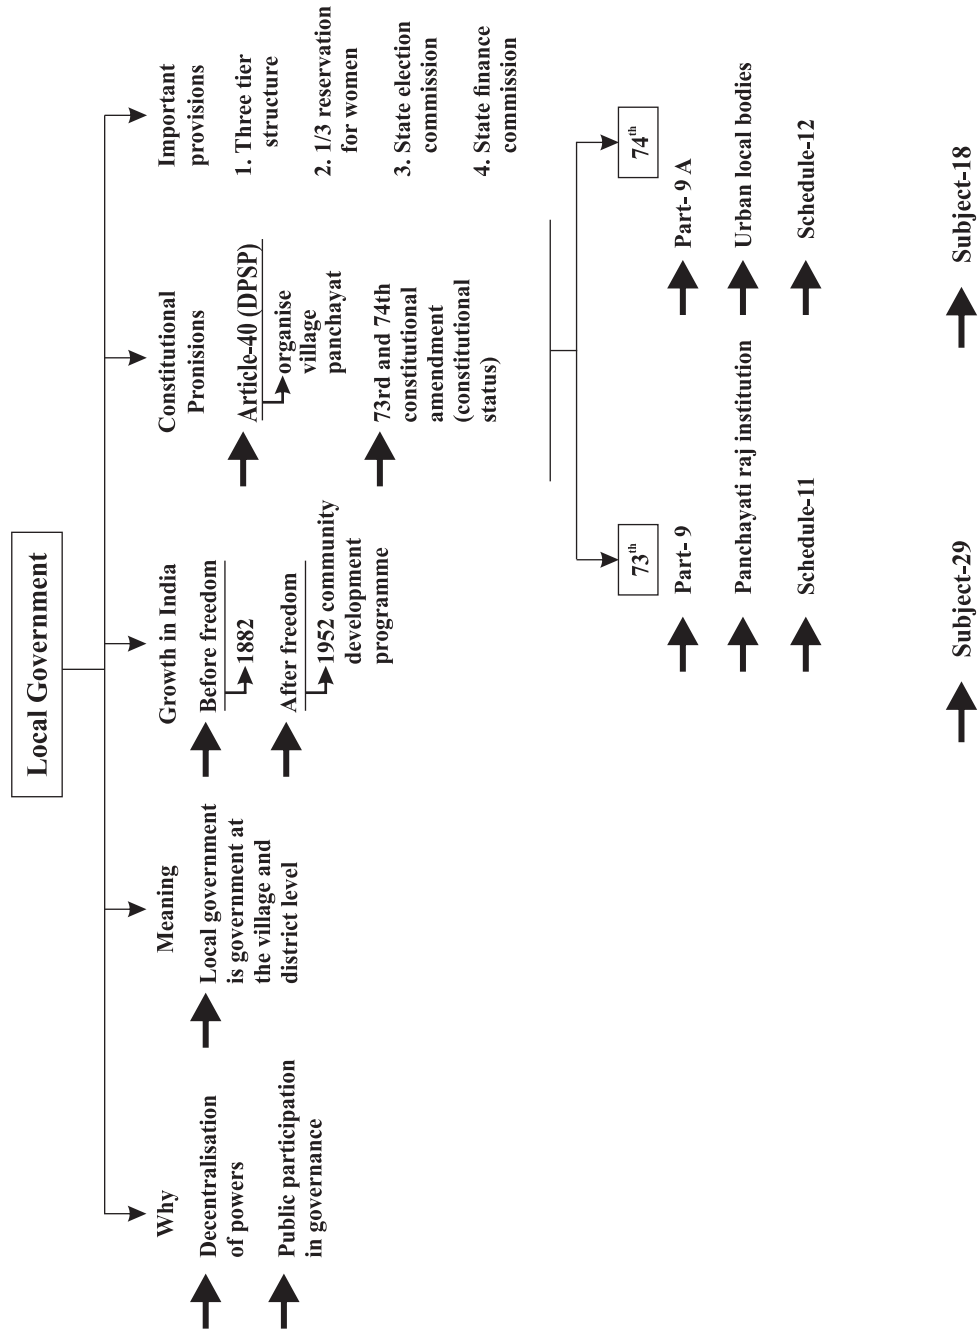 Local Government
Why
Decentralisation
of powers
Public participation
in governance
Meaning
Local government
is government at
the village and
district level
Growth in India
Before freedom
1882
After freedom
1952 community
development
programme
Constitutional
Pronisions
Article-40 (DPSP)
organise
village
panchayat
73rd and 74th
constitutional
amendment
(constitutional
status)
Important
provisions
1. Three tier
structure
2. 1/3 reservation
for women
3. State election
commission
4. State finance
commission
73th
Part- 9
Panchayati raj institution
Schedule-11
Subject-29
74th
Part- 9 A
Urban local bodies
Schedule-12
Subject-18